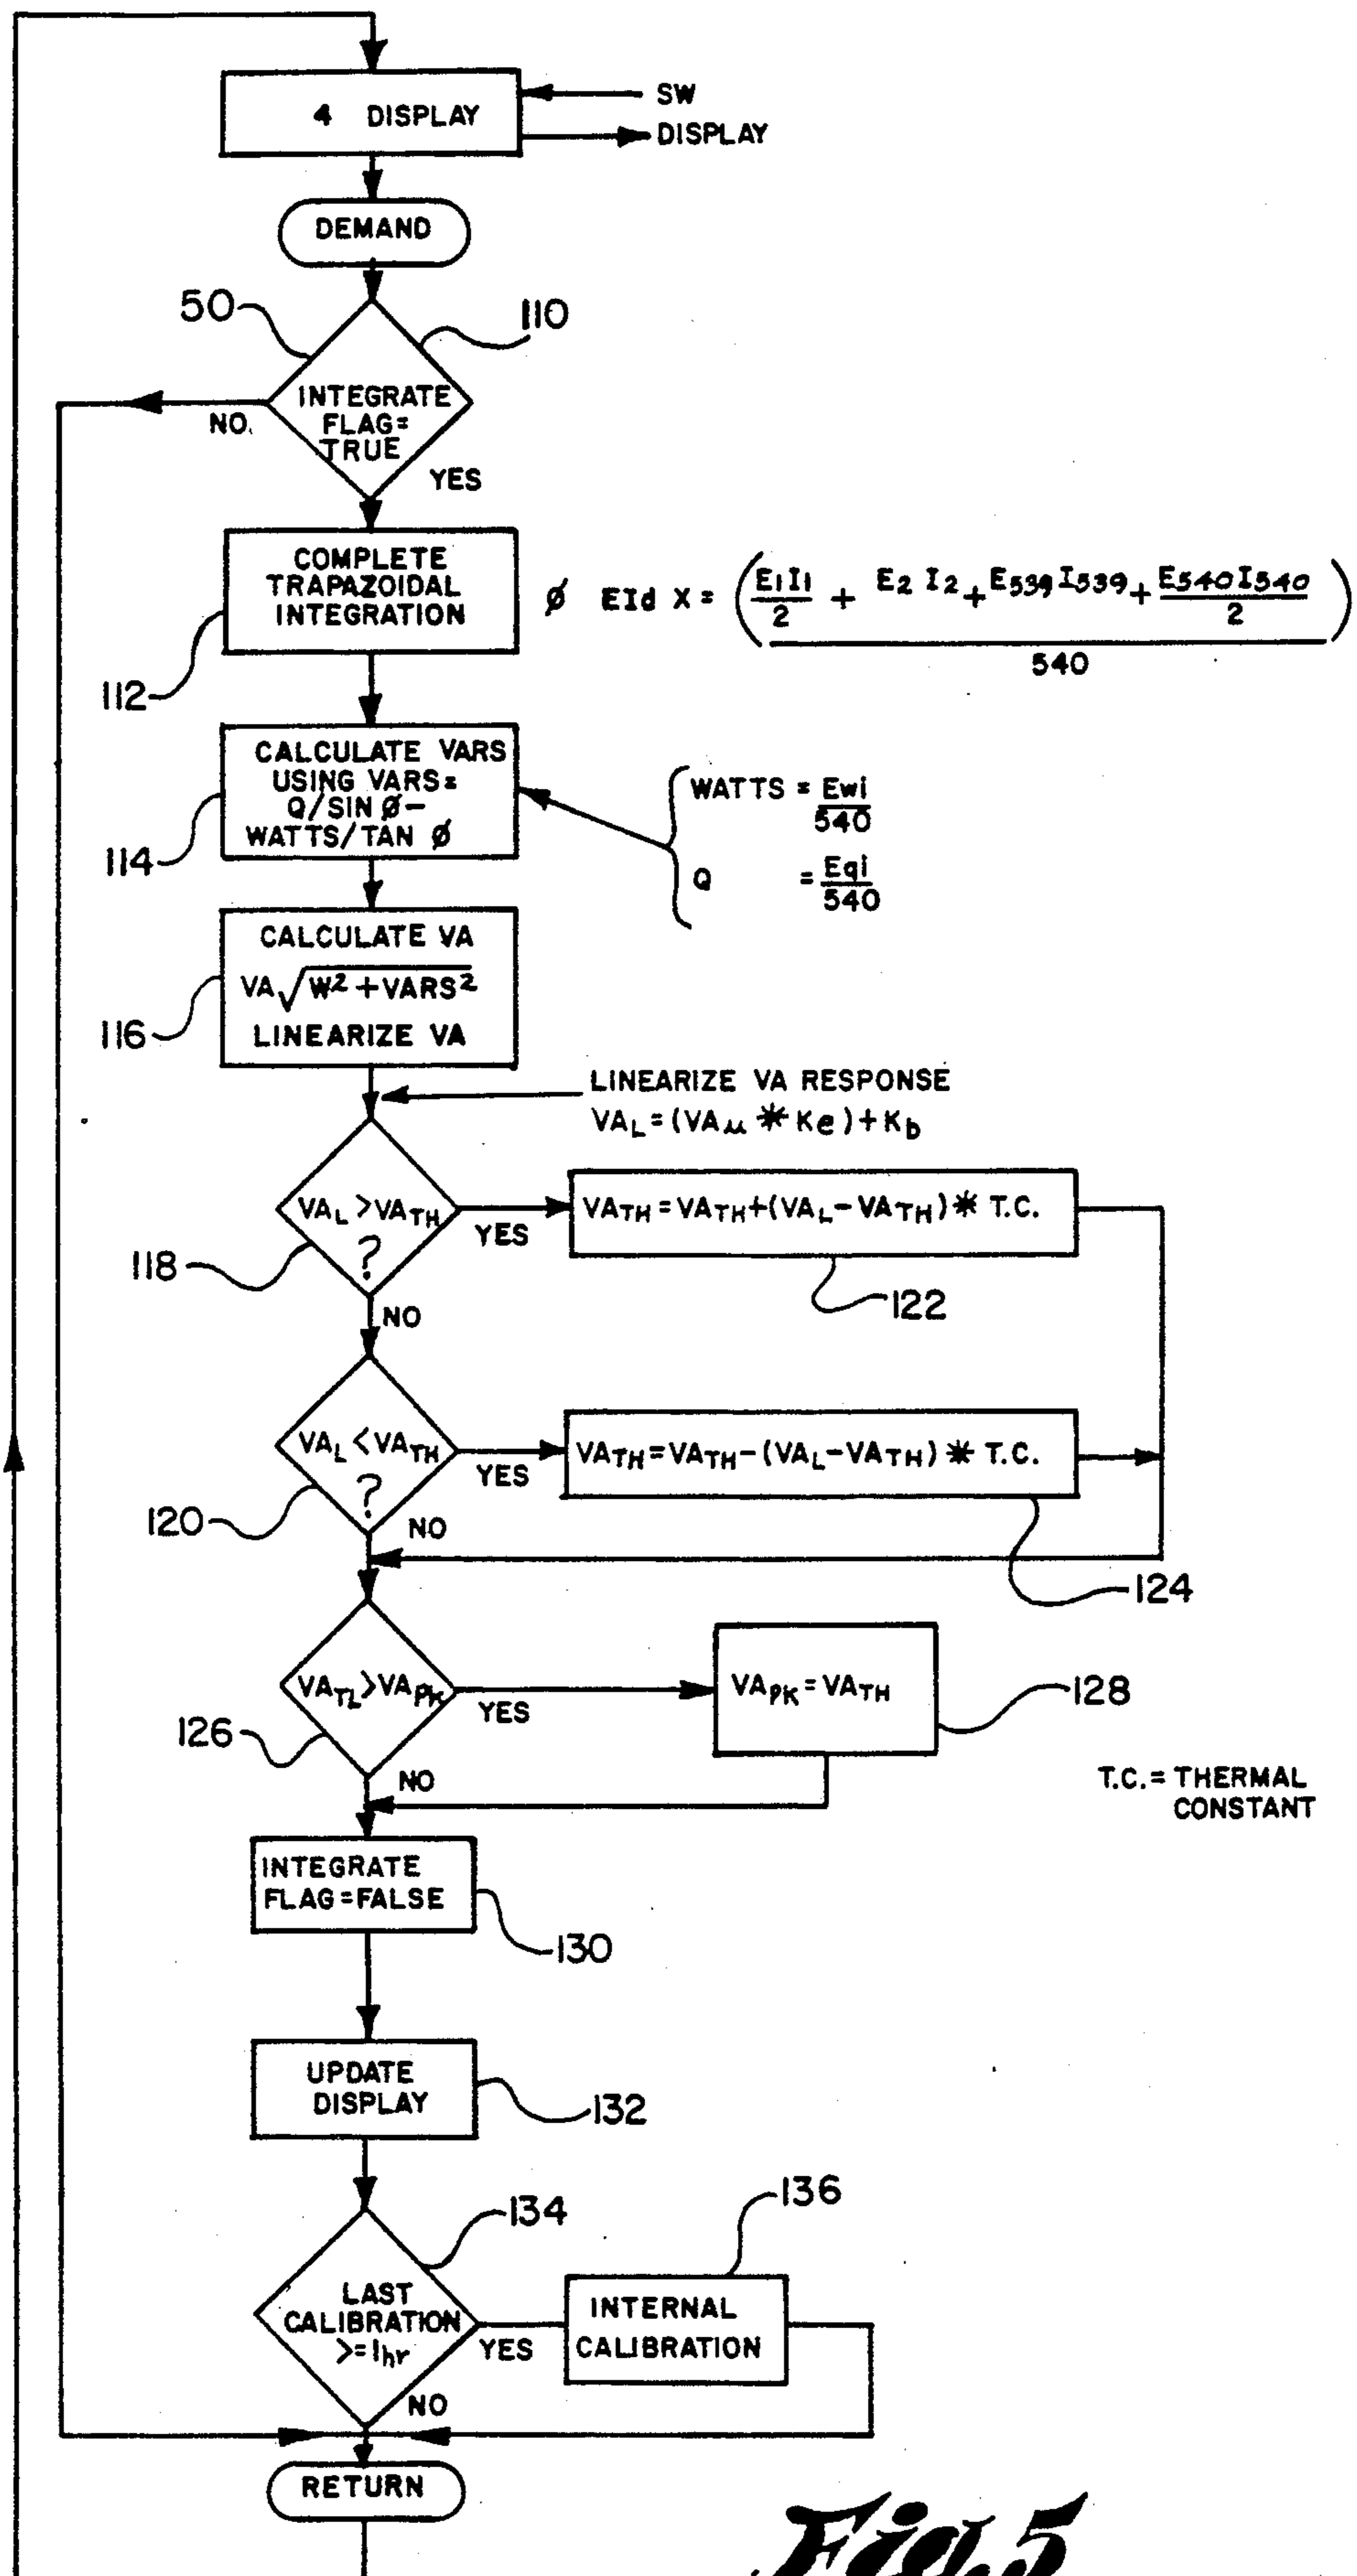 4 DISPLAY
SW
DISPLAY
DEMAND
50
110
INTEGRATE
FLAG=
TRUE
NO.
YES
COMPLETE
TRAPAZOIDAL
INTEGRATION
112
Ø EId X = (E1I1/2 + E2 I2+E539I539+E540I540/2)/540
CALCULATE VARS
USING VARS=
Q/SIN Ø-
WATTS/TAN Ø
114
WATTS = Ewi/540
Q = Eqi/540
CALCULATE VA
VA√W²+VARS²
LINEARIZE VA
116
LINEARIZE VA RESPONSE
VAL=(VAμ * Ke)+Kb
VAL>VATH
?
118
YES
VATH=VATH+(VAL-VATH)* T.C.
122
NO
VAL<VATH
?
120
YES
VATH=VATH-(VAL-VATH)* T.C.
124
NO
VATL>VAPK
126
YES
VAPK=VATH
128
NO
T.C.= THERMAL
CONSTANT
INTEGRATE
FLAG=FALSE
130
UPDATE
DISPLAY
132
134
136
LAST
CALIBRATION
>=1hr
YES
INTERNAL
CALIBRATION
NO
RETURN
Fig.5